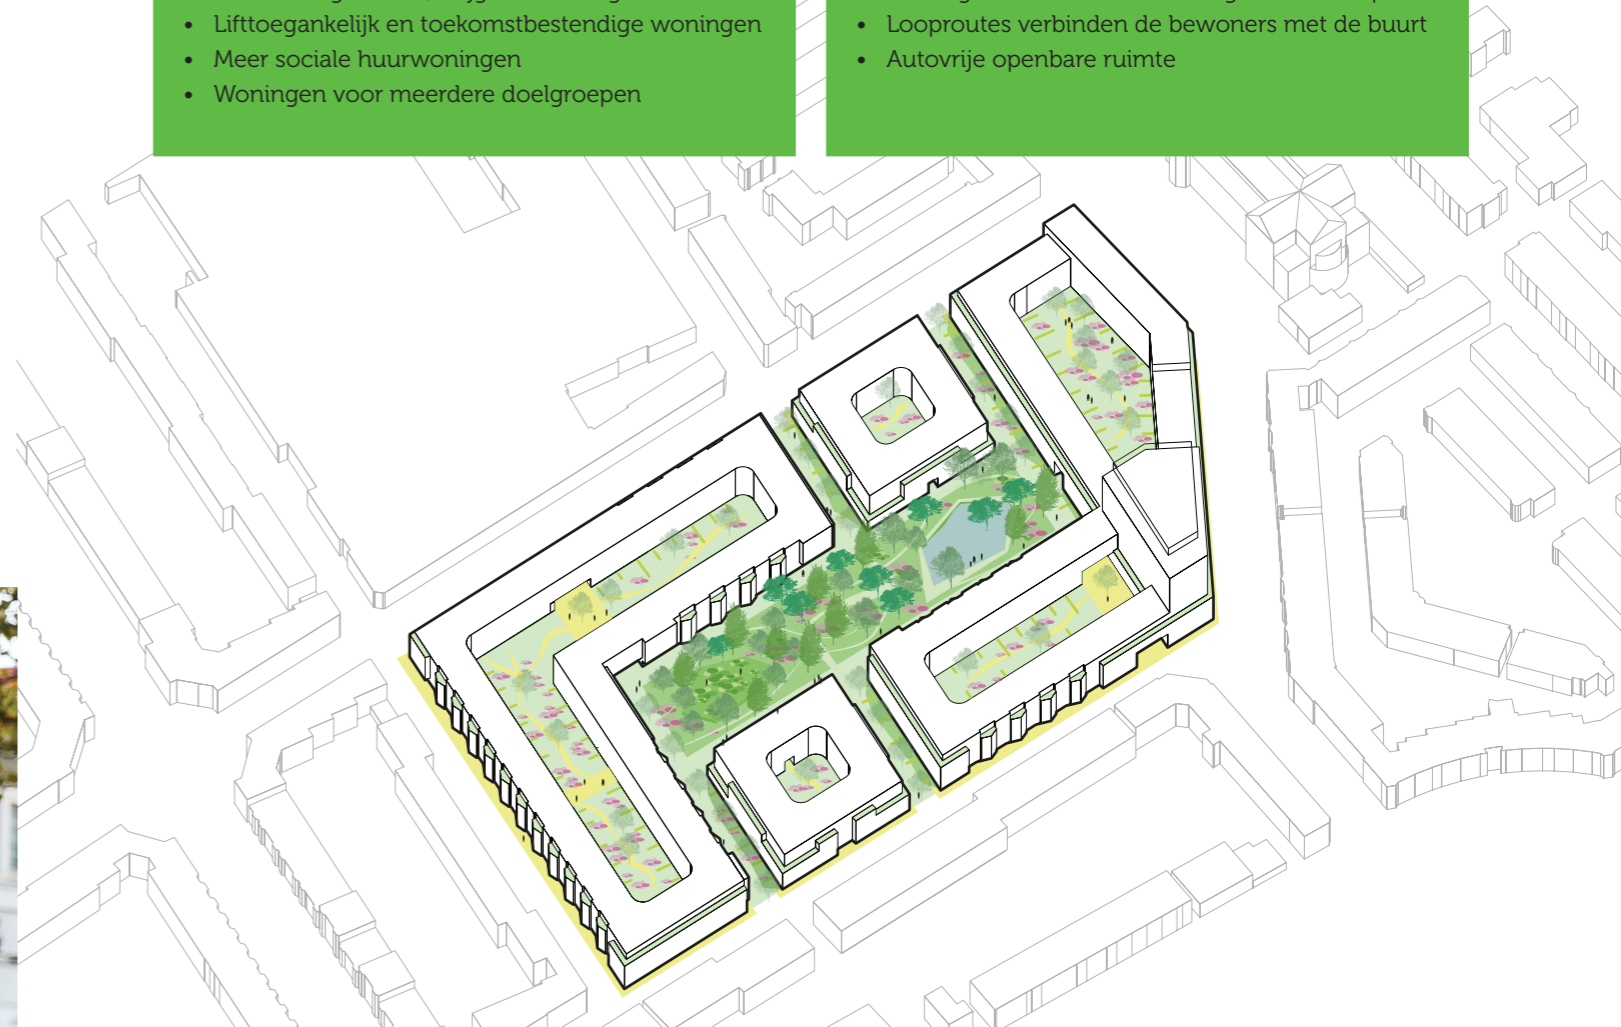 Lifttoegankelijk en toekomstbestendige woningen
Meer sociale huurwoningen
Woningen voor meerdere doelgroepen
Looproutes verbinden de bewoners met de buurt
Autovrije openbare ruimte